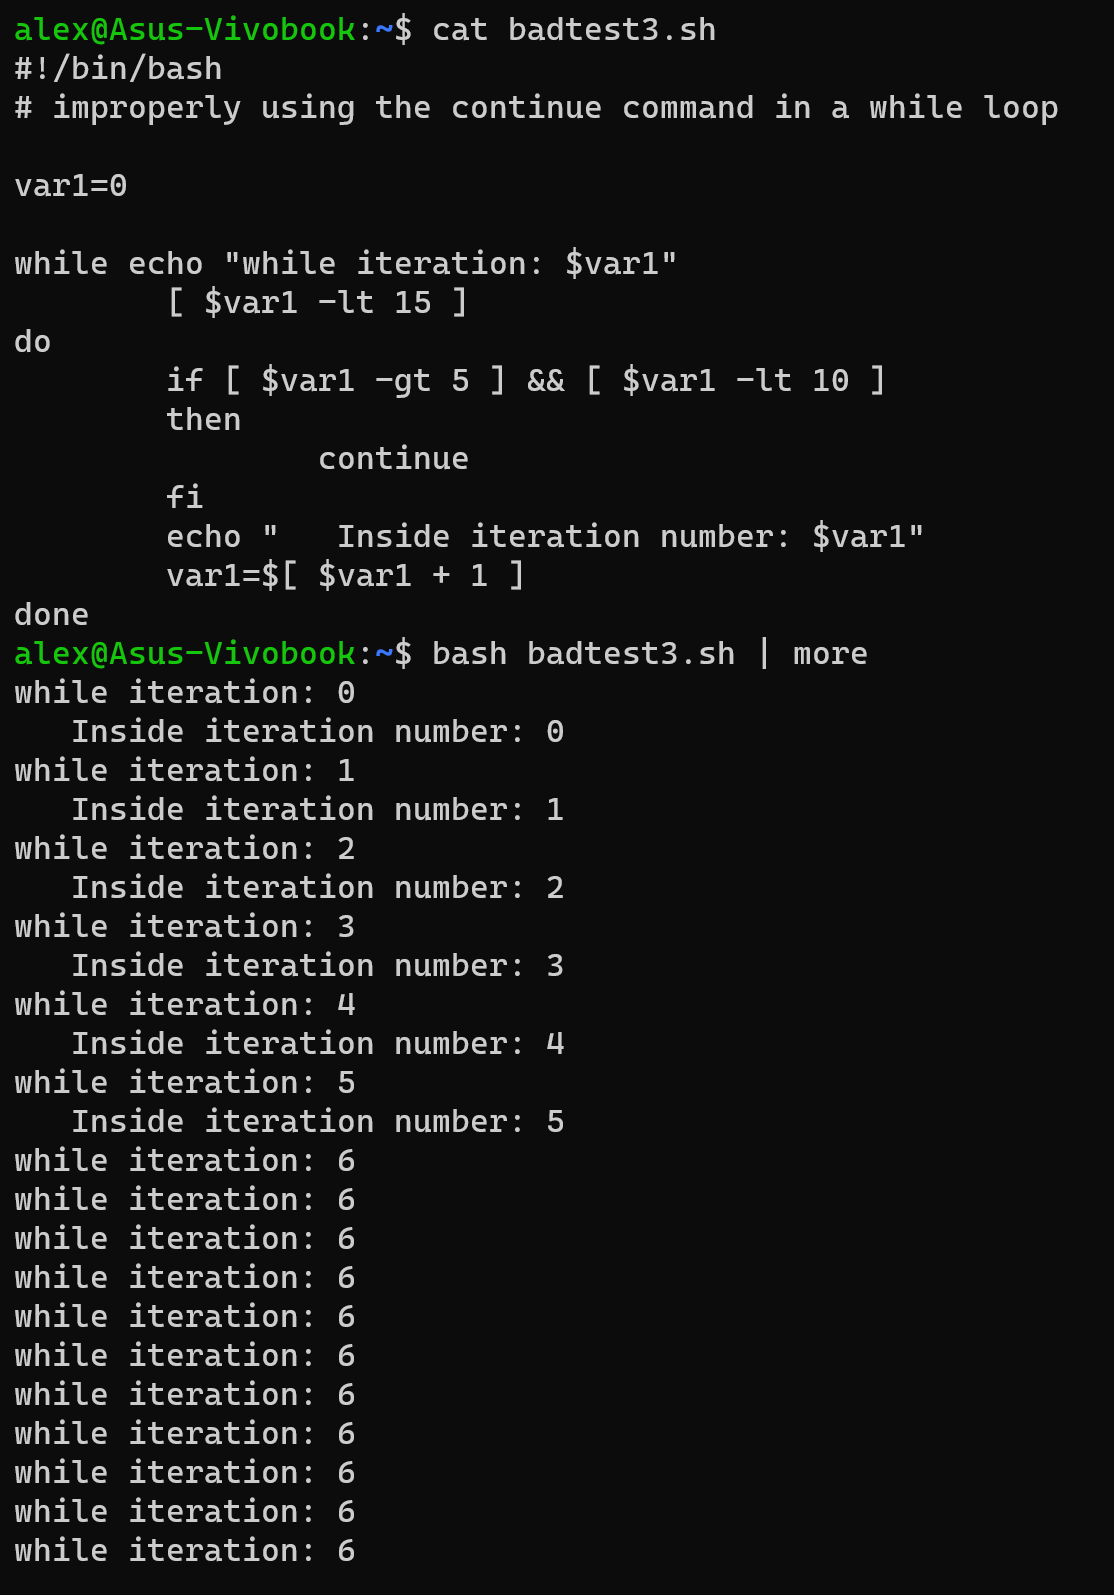 alex@Asus-Vivobook:~$ cat badtest3.sh
#!/bin/bash
# improperly using the continue command in a while loop

var1=0

while echo "while iteration: $var1"
        [ $var1 -lt 15 ]
do
        if [ $var1 -gt 5 ] && [ $var1 -lt 10 ]
        then
                continue
        fi
        echo "   Inside iteration number: $var1"
        var1=$[ $var1 + 1 ]
done
alex@Asus-Vivobook:~$ bash badtest3.sh | more
while iteration: 0
   Inside iteration number: 0
while iteration: 1
   Inside iteration number: 1
while iteration: 2
   Inside iteration number: 2
while iteration: 3
   Inside iteration number: 3
while iteration: 4
   Inside iteration number: 4
while iteration: 5
   Inside iteration number: 5
while iteration: 6
while iteration: 6
while iteration: 6
while iteration: 6
while iteration: 6
while iteration: 6
while iteration: 6
while iteration: 6
while iteration: 6
while iteration: 6
while iteration: 6